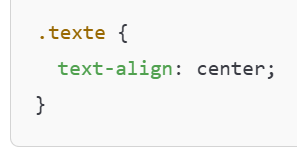 .texte {
  text-align: center;
}